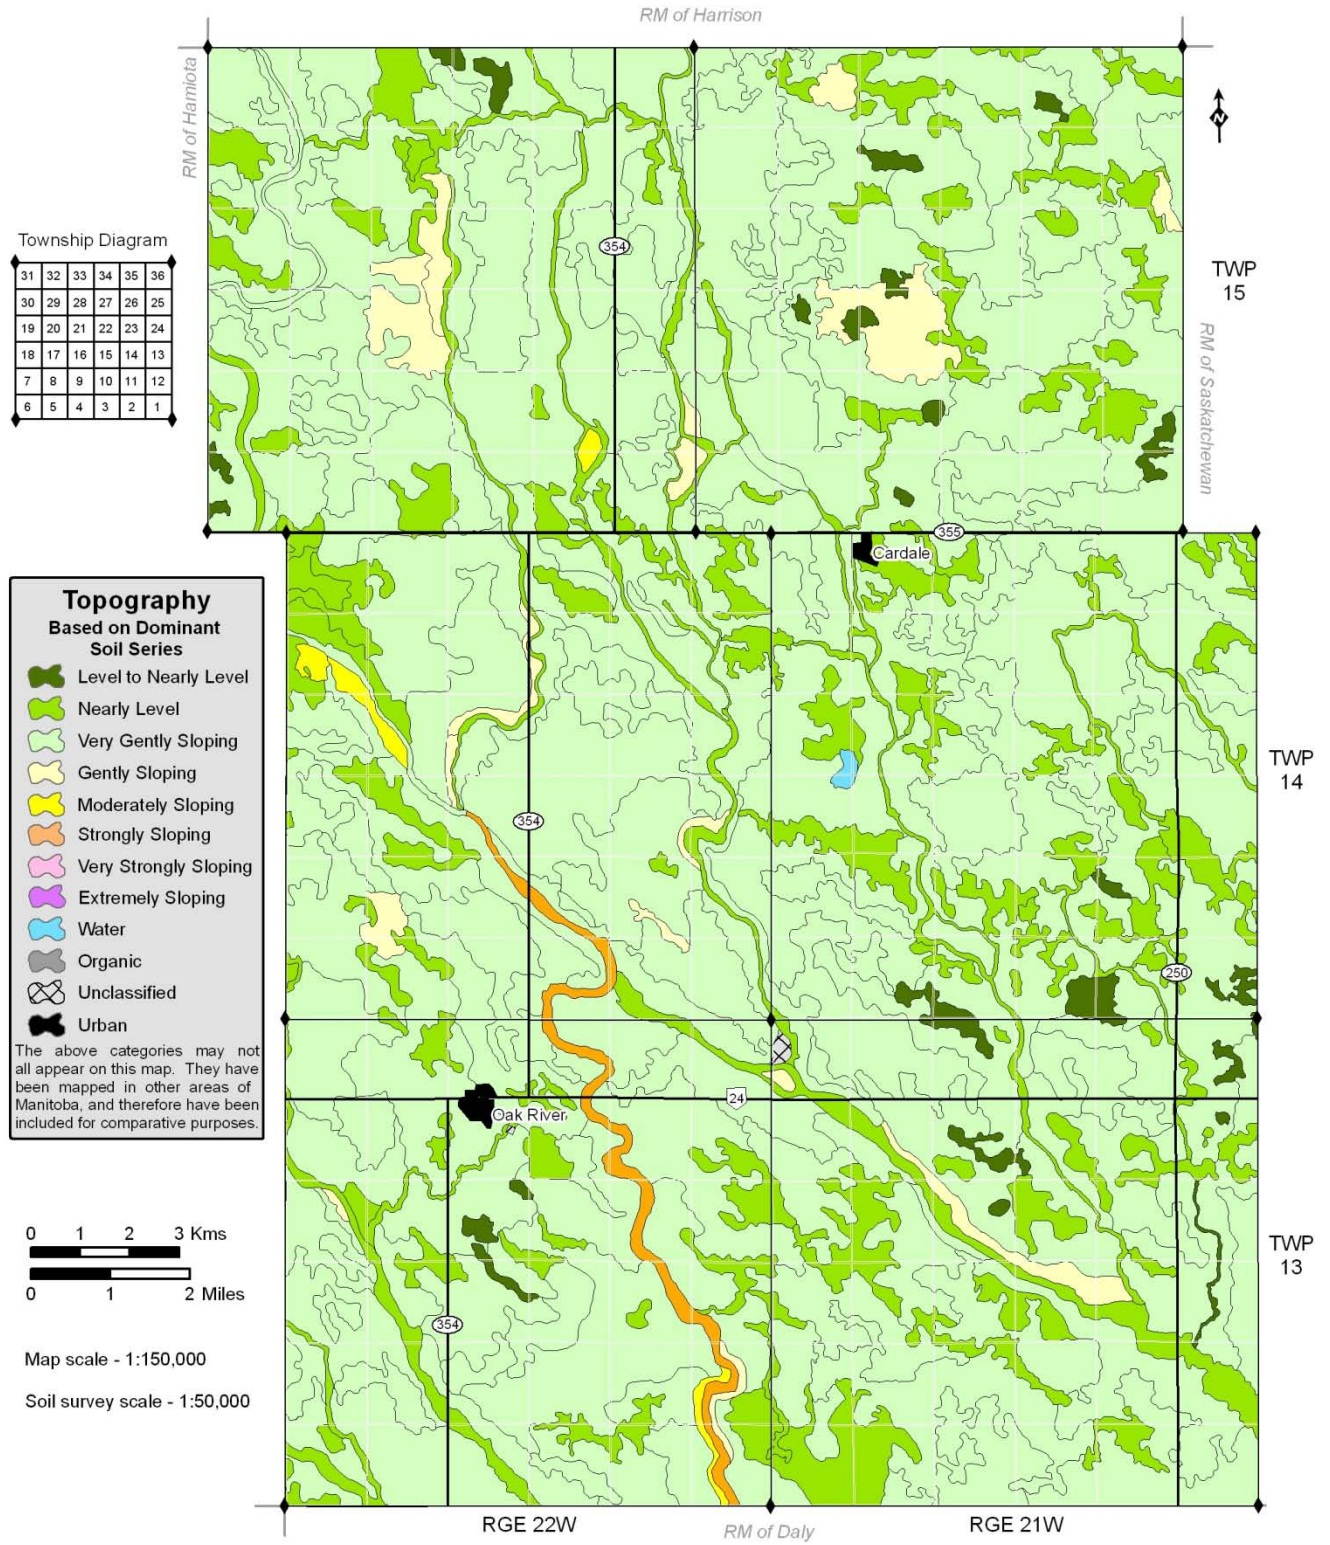 RM of Harrison
RM of Hamiota
N
Township Diagram
31 32 33 34 35 36
30 29 28 27 26 25
19 20 21 22 23 24
18 17 16 15 14 13
7 8 9 10 11 12
6 5 4 3 2 1
354
TWP
15
RM of Saskatchewan
355
Cardale
Topography
Based on Dominant
Soil Series
Level to Nearly Level
Nearly Level
Very Gently Sloping
Gently Sloping
Moderately Sloping
Strongly Sloping
Very Strongly Sloping
Extremely Sloping
Water
Organic
Unclassified
Urban
The above categories may not
all appear on this map. They have
been mapped in other areas of
Manitoba, and therefore have been
included for comparative purposes.
354
TWP
14
250
24
Oak River
0 1 2 3 Kms
0 1 2 Miles
Map scale - 1:150,000
Soil survey scale - 1:50,000
354
TWP
13
RGE 22W
RM of Daly
RGE 21W